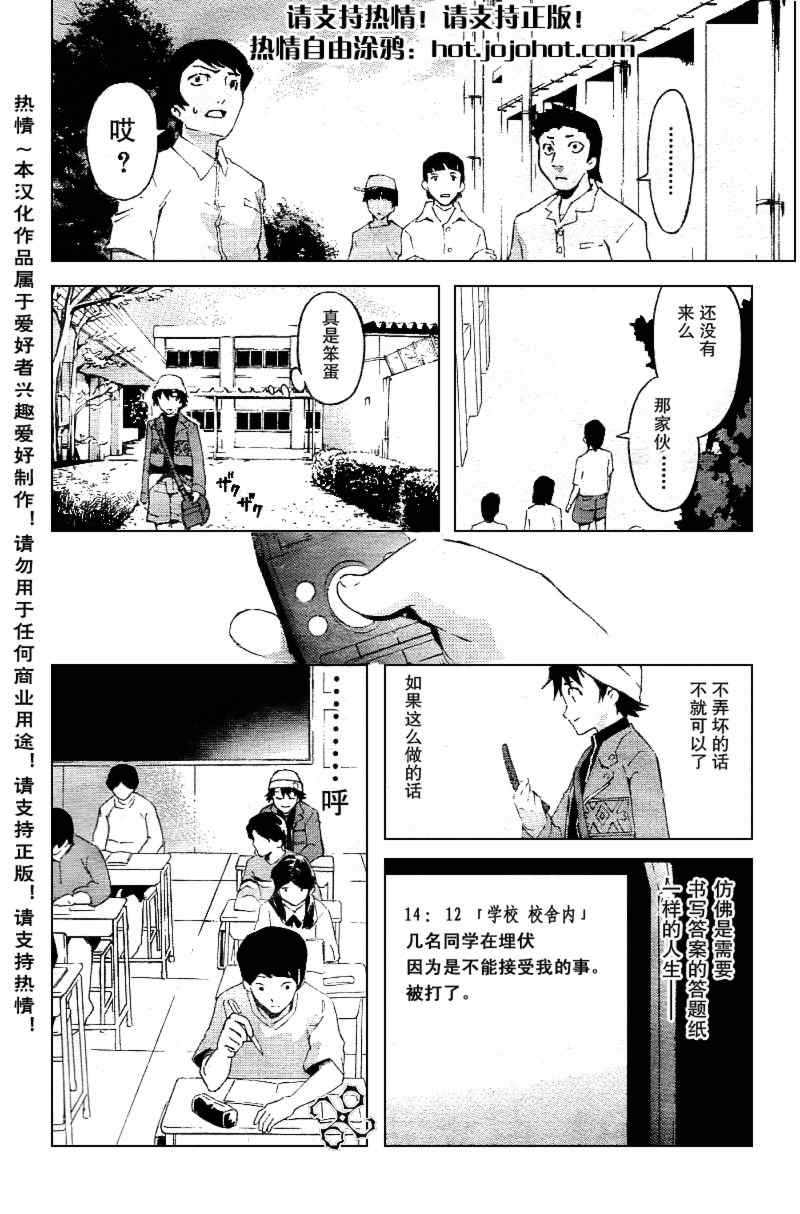 请支持热情！请支持正版！
热情自由涂鸦：hot.jojohot.com
热情～本汉化作品属于爱好者兴趣爱好制作！请勿用于任何商业用途！请支持正版！请支持热情！
…………
哎？
还没有
来么
那家伙……
真是笨蛋
ザクザク
不弄坏的话
不就可以了
如果这么做的话
…………呼
仿佛是需要
书写答案的答题纸
一样的人生——
14：12「学校 校舍内」
几名同学在埋伏
因为是不能接受我的事。
被打了。